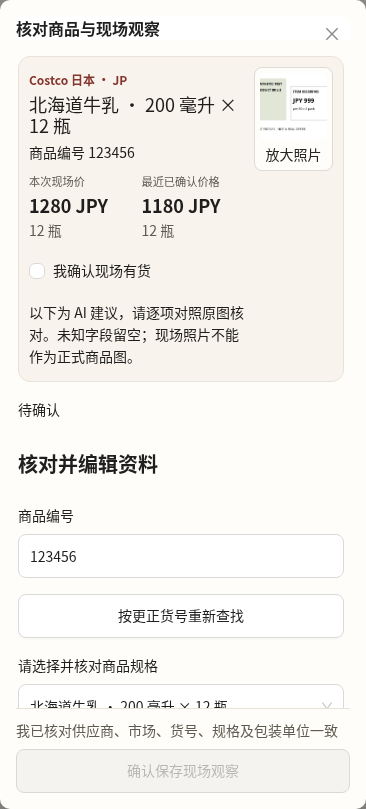 核对商品与现场观察
Costco 日本 · JP
北海道牛乳 · 200 毫升 ×
12 瓶
商品编号 123456
JPY 999
放大照片
本次现场价
最近已确认价格
1280 JPY
1180 JPY
12 瓶
12 瓶
我确认现场有货
以下为 AI 建议，请逐项对照原图核
对。未知字段留空；现场照片不能
作为正式商品图。
待确认
核对并编辑资料
商品编号
123456
按更正货号重新查找
请选择并核对商品规格
北海道牛乳 · 200 毫升 × 12 瓶
我已核对供应商、市场、货号、规格及包装单位一致
确认保存现场观察